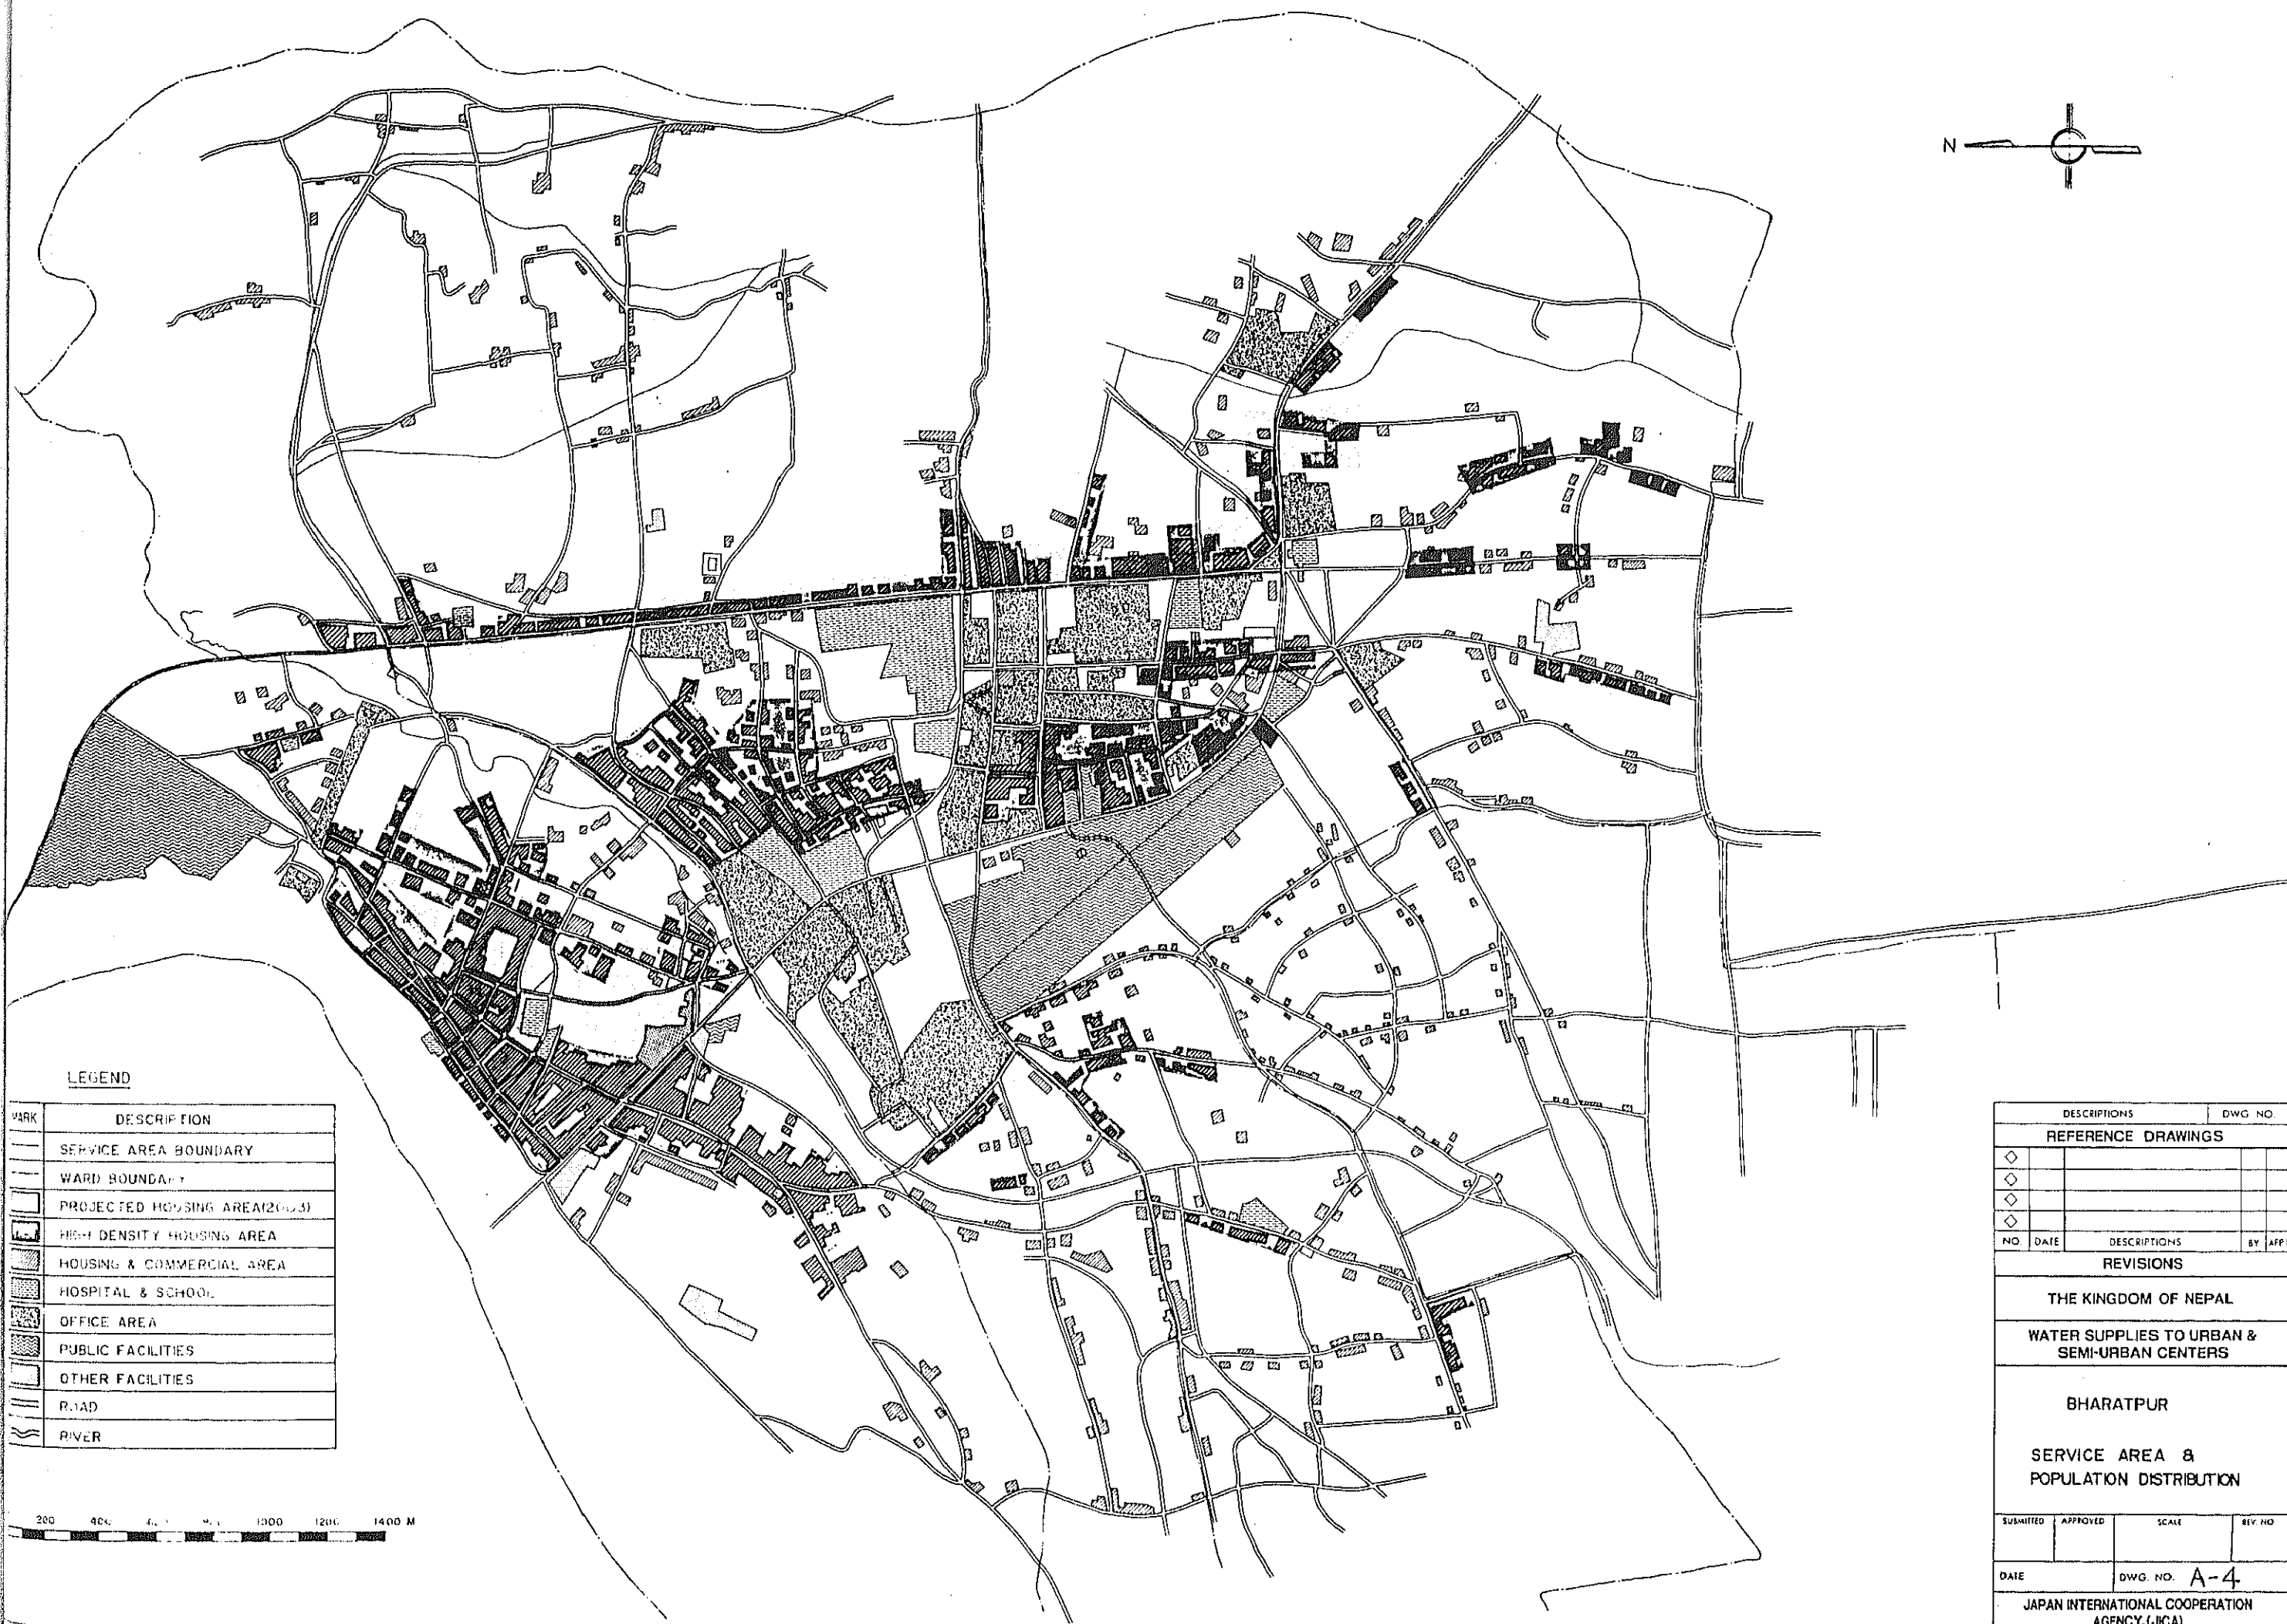 N
LEGEND
MARK DESCRIPTION
SERVICE AREA BOUNDARY
WARD BOUNDARY
PROJECTED HOUSING AREA
HIGH DENSITY HOUSING AREA
HOUSING & COMMERCIAL AREA
HOSPITAL & SCHOOL
OFFICE AREA
PUBLIC FACILITIES
OTHER FACILITIES
ROAD
RIVER
200 400 1000 1200 1400 M
DESCRIPTIONS DWG NO.
REFERENCE DRAWINGS
NO. DATE DESCRIPTIONS BY
REVISIONS
THE KINGDOM OF NEPAL
WATER SUPPLIES TO URBAN &
SEMI-URBAN CENTERS
BHARATPUR
SERVICE AREA &
POPULATION DISTRIBUTION
SUBMITTED APPROVED SCALE REV. NO
DATE DWG. NO. A-4
JAPAN INTERNATIONAL COOPERATION
AGENCY (JICA)